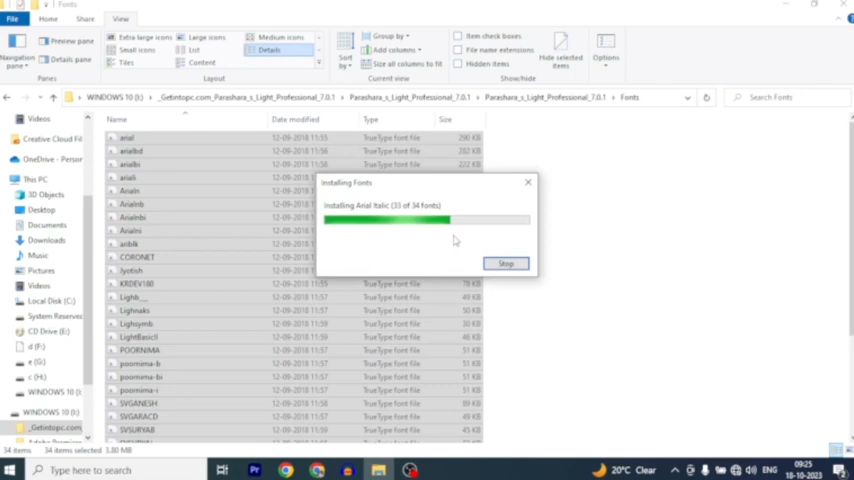 Fonts
File Home Share View
Navigation pane
Preview pane
Details pane
Panes
Extra large icons Large icons Medium icons
Small icons List Details
Tiles Content
Layout
Sort by
Group by
Add columns
Size all columns to fit
Current view
Item check boxes
File name extensions
Hidden items
Hide selected items
Show/hide
Options
WINDOWS 10 (I:) > _Getintopc.com_Parashara_s_Light_Professional_7.0.1 > Parashara_s_Light_Professional_7.0.1 > Parashara_s_Light_Professional_7.0.1 > Fonts
Search Fonts
Videos
Creative Cloud Fil
OneDrive - Person
This PC
3D Objects
Desktop
Documents
Downloads
Music
Pictures
Videos
Local Disk (C:)
System Reserved
CD Drive (E:)
d (F:)
e (G:)
c (H:)
WINDOWS 10 (I:)
WINDOWS 10 (I:)
_Getintopc.com_
Name Date modified Type Size
arial 12-09-2018 11:55 TrueType font file 290 KB
arialbd 12-09-2018 11:56 TrueType font file 282 KB
arialbi 12-09-2018 11:58 TrueType font file 222 KB
ariali
Arialn
Arialnb
Arialnbi
Arialni
ariblk
CORONET
Jyotish
KRDEV180 12-09-2018 11:55 TrueType font file 78 KB
Lighb__ 12-09-2018 11:57 TrueType font file 49 KB
Lighnaks 12-09-2018 11:57 TrueType font file 50 KB
Lighsymb 12-09-2018 11:59 TrueType font file 30 KB
LightBasicII 12-09-2018 11:59 TrueType font file 46 KB
POORNIMA 12-09-2018 11:57 TrueType font file 51 KB
poornima-b 12-09-2018 11:57 TrueType font file 51 KB
poornima-bi 12-09-2018 11:57 TrueType font file 51 KB
poornima-i 12-09-2018 11:57 TrueType font file 51 KB
SVGANESH 12-09-2018 11:58 TrueType font file 89 KB
SVGARACD 12-09-2018 11:57 TrueType font file 49 KB
SVSURYAB 12-09-2018 11:59 TrueType font file 45 KB
Installing Fonts
Installing Arial Italic (33 of 34 fonts)
Stop
34 items 34 items selected 3.80 MB
Type here to search
Pr
20°C Clear
ENG
09:25
18-10-2023